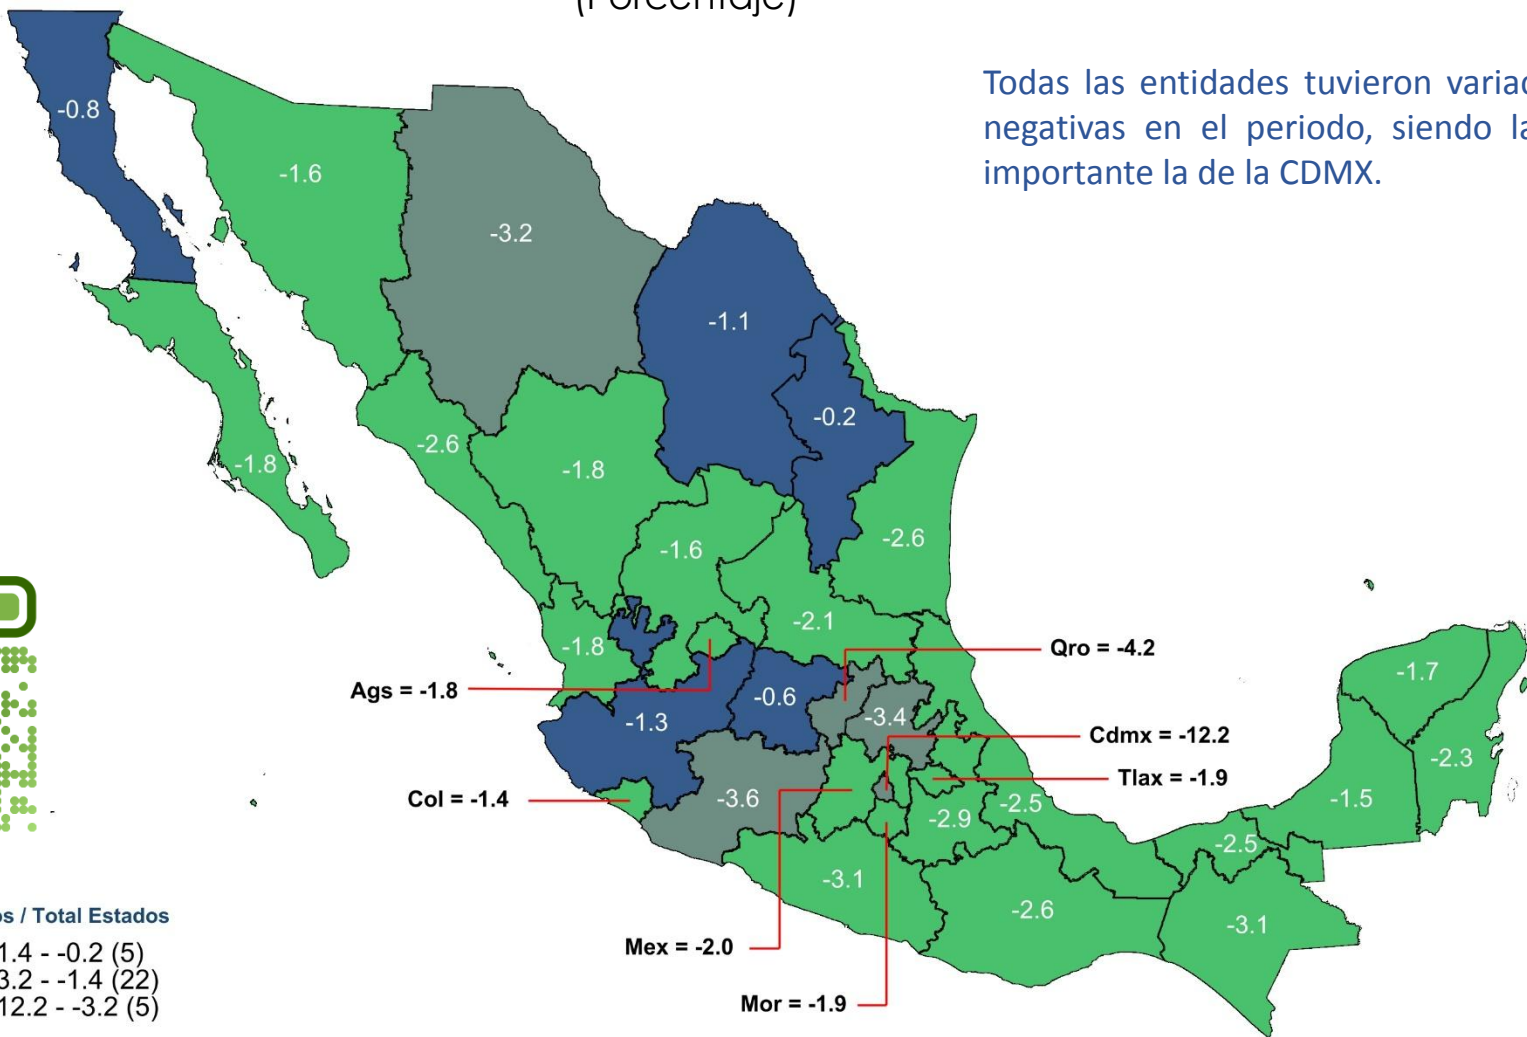 (Porcentaje)
Todas las entidades tuvieron
negativas en el periodo, siendo
importante la de la CDMX.
-0.8
-1.6
-3.2
-1.1
-0.2
-2.6
-1.8
-1.8
-1.6
-2.6
-2.1
-1.8
Qro = -4.2
-1.7
Ags = -1.8
-0.6
-1.3
-3.4
Cdmx = -12.2
-2.3
Tlax = -1.9
Col = -1.4
-3.6
-2.9
-2.5
-1.5
-2.5
-3.1
-2.6
-3.1
Mex = -2.0
Mor = -1.9
/ Total Estados
1.4 - -0.2 (5)
3.2 - -1.4 (22)
12.2 - -3.2 (5)